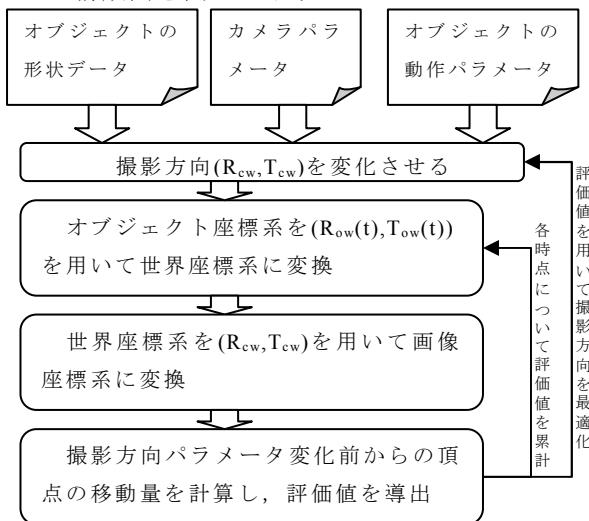 オブジェクトの
形状データ
カメラパラ
メータ
オブジェクトの
動作パラメータ
撮影方向(Rcw,Tcw)を変化させる
オブジェクト座標系を(Row(t),Tow(t))
を用いて世界座標系に変換
世界座標系を(Rcw,Tcw)を用いて画像
座標系に変換
撮影方向パラメータ変化前からの頂
点の移動量を計算し，評価値を導出
各時点について評価値を累計
評価値を用いて撮影方向を最適化